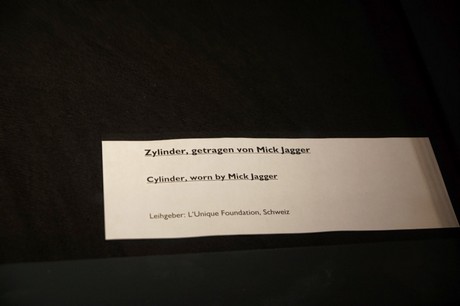 Zylinder, getragen von Mick Jagger
Cylinder, worn by Mick Jagger
Leihgeber: L'Unique Foundation, Schweiz